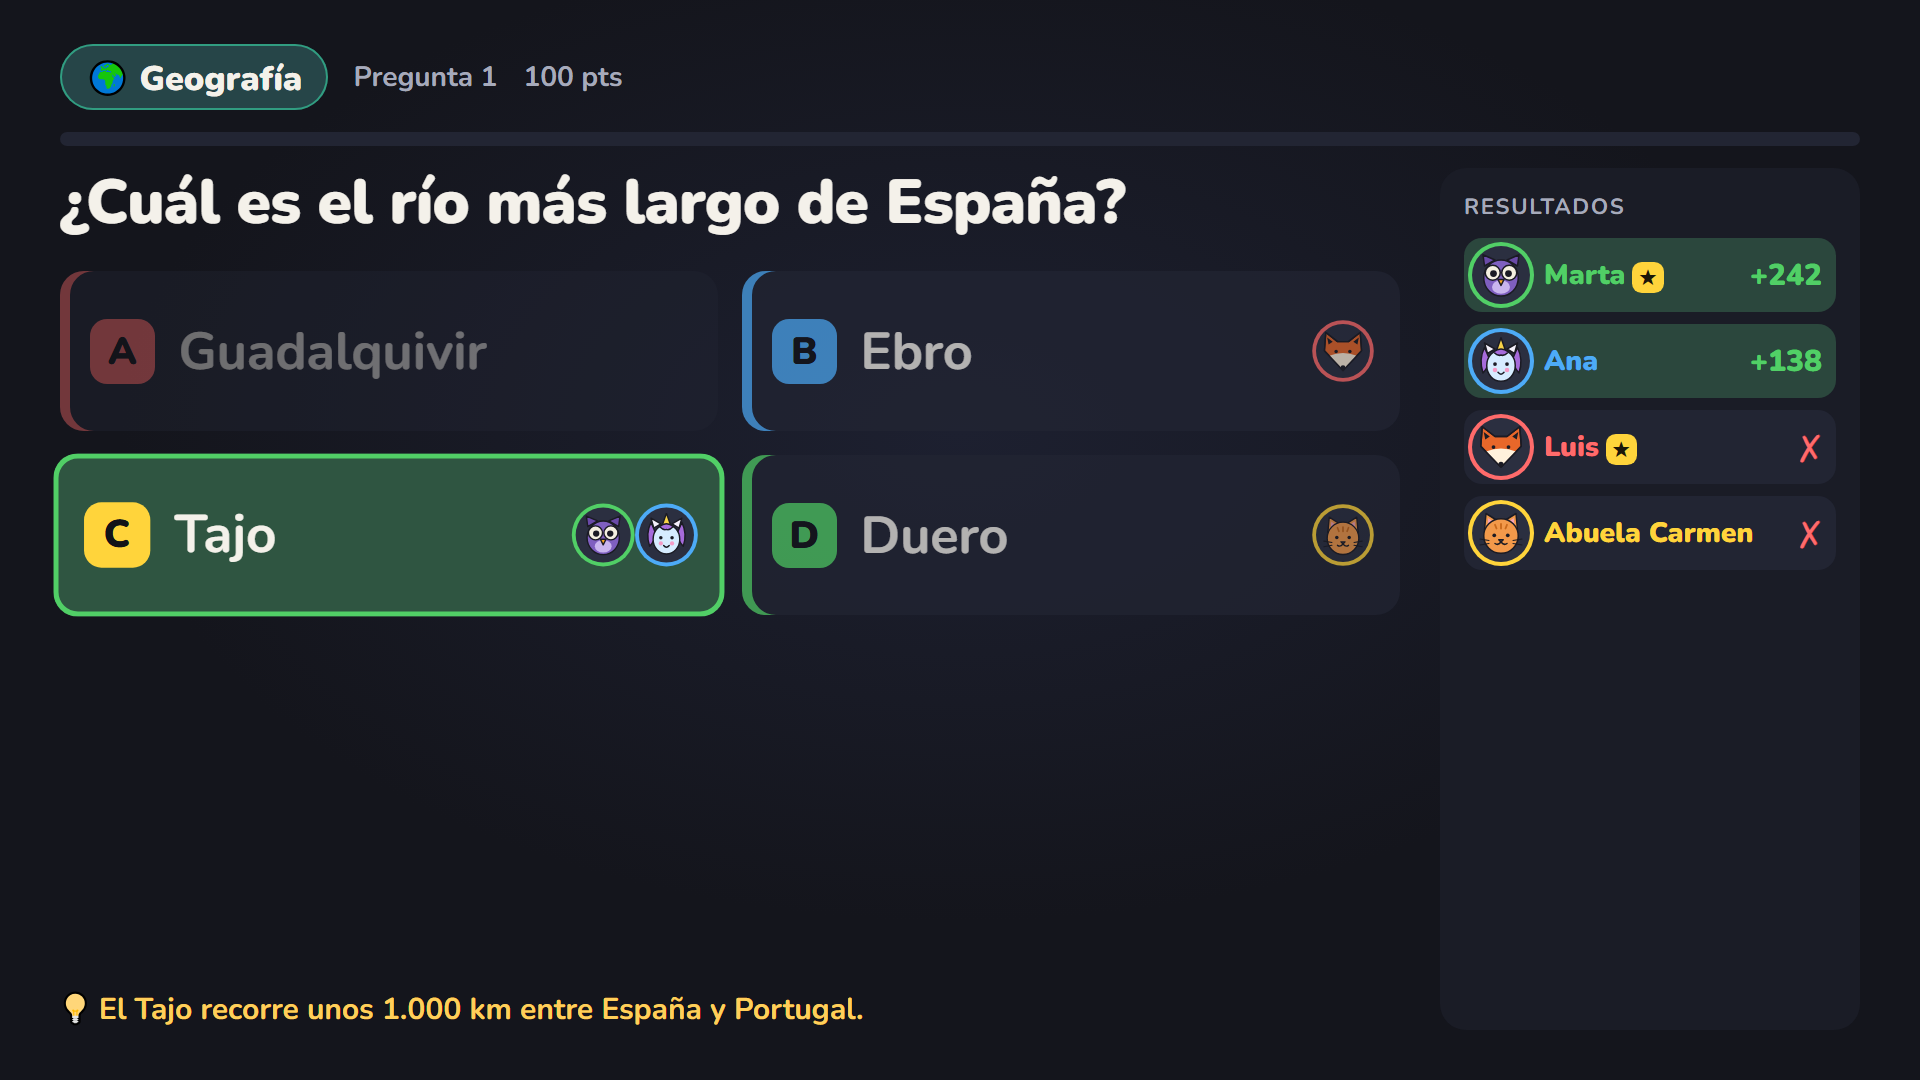 Geografía
Pregunta 1 100 pts
¿Cuál es el río más largo de España?
A Guadalquivir
B Ebro
C Tajo
D Duero
RESULTADOS
Marta ★ +242
Ana +138
Luis ★ ✗
Abuela Carmen ✗
El Tajo recorre unos 1.000 km entre España y Portugal.